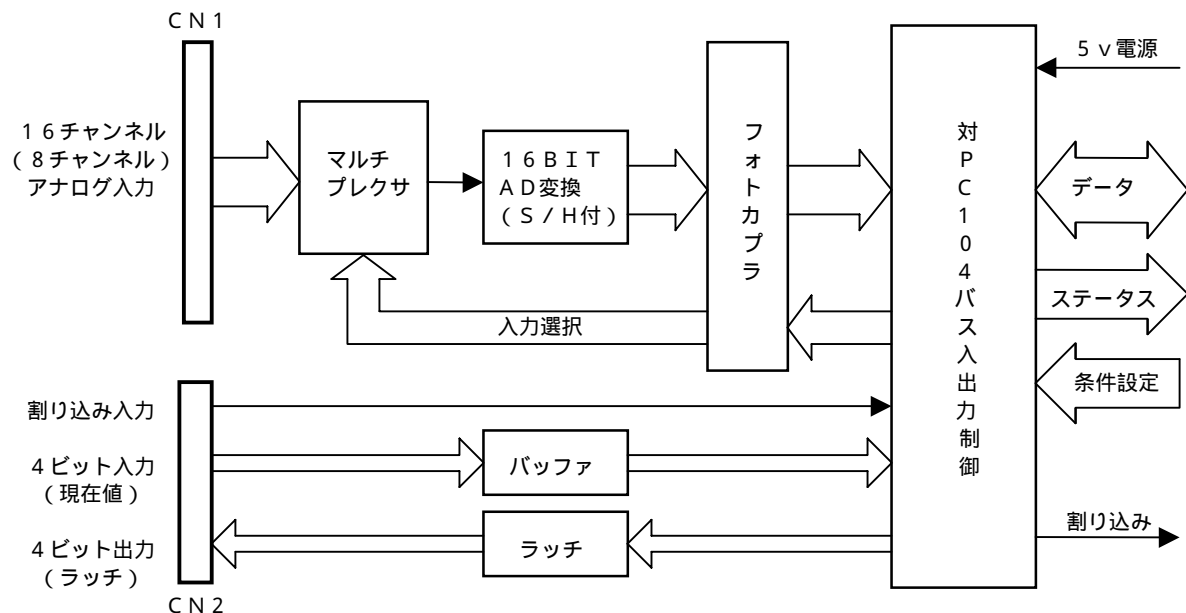 CN1
16チャンネル
(8チャンネル)
アナログ入力
マルチ
プレクサ
16BIT
AD変換
(S/H付)
フォトカプラ
対PC104バス入出力制御
5v電源
データ
ステータス
条件設定
入力選択
割り込み入力
4ビット入力
(現在値)
バッファ
4ビット出力
(ラッチ)
ラッチ
割り込み
CN2